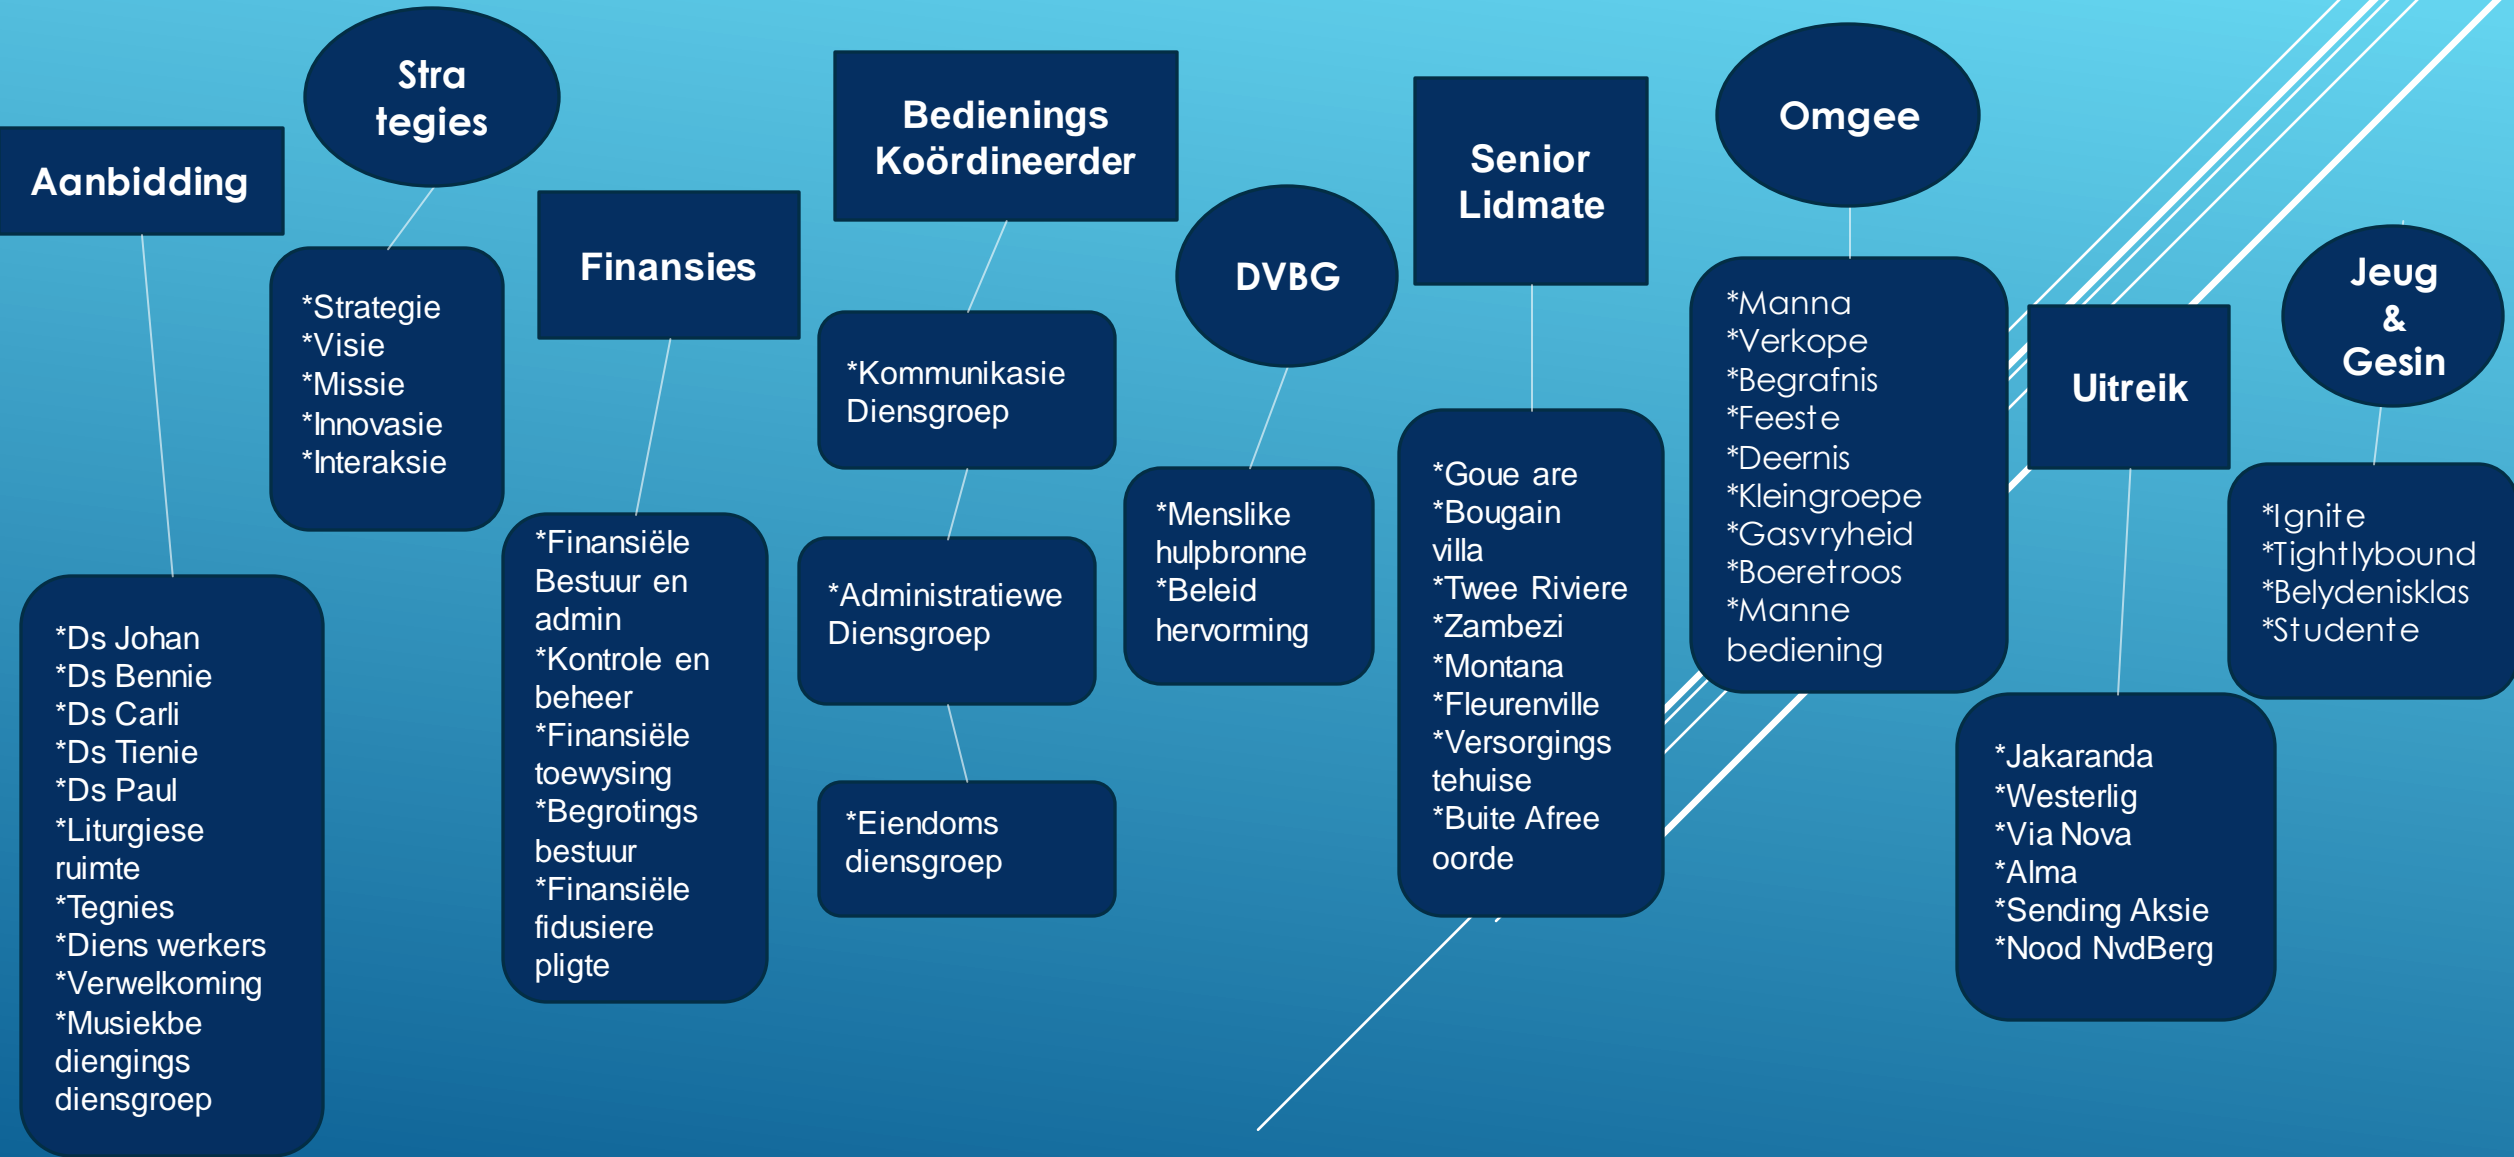 Aanbidding
*Ds Johan
*Ds Bennie
*Ds Carli
*Ds Tienie
*Ds Paul
*Liturgiese
ruimte
*Tegnies
*Diens werkers
*Verwelkoming
*Musiekbe
diengings
diensgroep
Stra
tegies
*Strategie
*Visie
*Missie
*Innovasie
*Interaksie
Finansies
*Finansiële
Bestuur en
admin
*Kontrole en
beheer
*Finansiële
toewysing
*Begrotings
bestuur
*Finansiële
fidusiere
pligte
Bedienings
Koördineerder
*Kommunikasie
Diensgroep
*Administratiewe
Diensgroep
*Eiendoms
diensgroep
DVBG
*Menslike
hulpbronne
*Beleid
hervorming
Senior
Lidmate
*Goue are
*Bougain
villa
*Twee Riviere
*Zambezi
*Montana
*Fleurenville
*Versorgings
tehuise
*Buite Afree
oorde
Omgee
*Manna
*Verkope
*Begrafnis
*Feeste
*Deernis
*Kleingroepe
*Gasvryheid
*Boeretroos
*Manne
bediening
Uitreik
*Jakaranda
*Westerlig
*Via Nova
*Alma
*Sending Aksie
*Nood NvdBerg
Jeug
&
Gesin
*Ignite
*Tightlybound
*Belydenisklas
*Studente